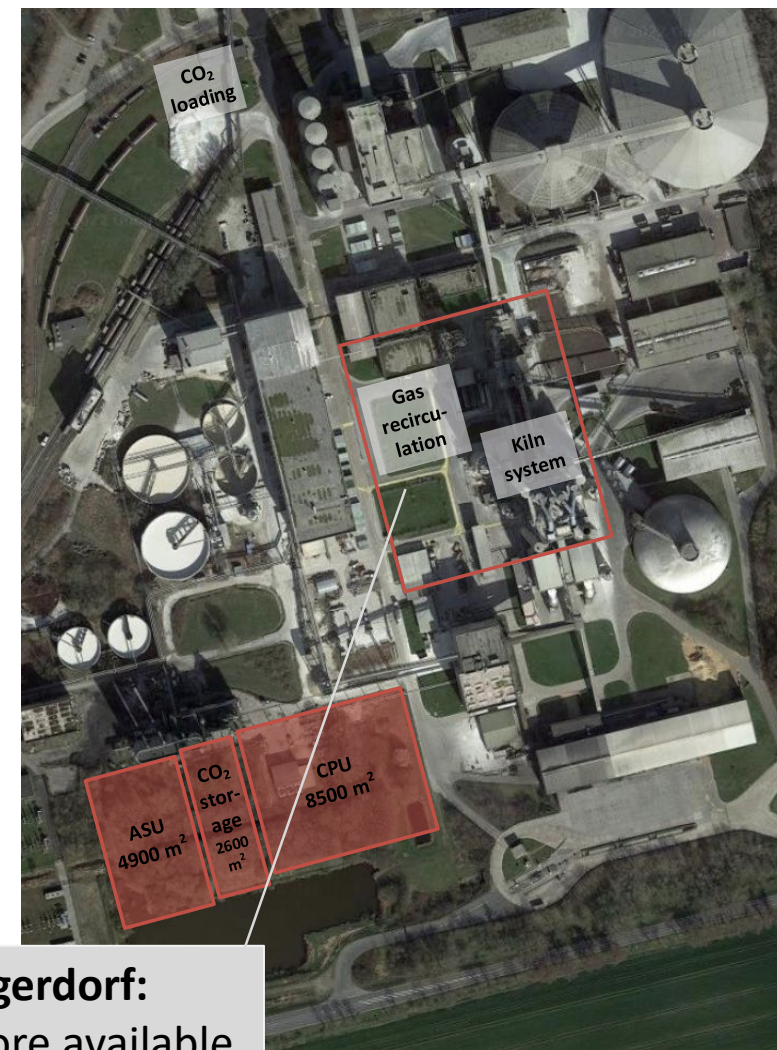 CO₂
loading
Gas
recircu-
lation
Kiln
system
CPU
8500 m²
CO₂
stor-
age
2600
m²
ASU
4900 m²
gerdorf:
ore available